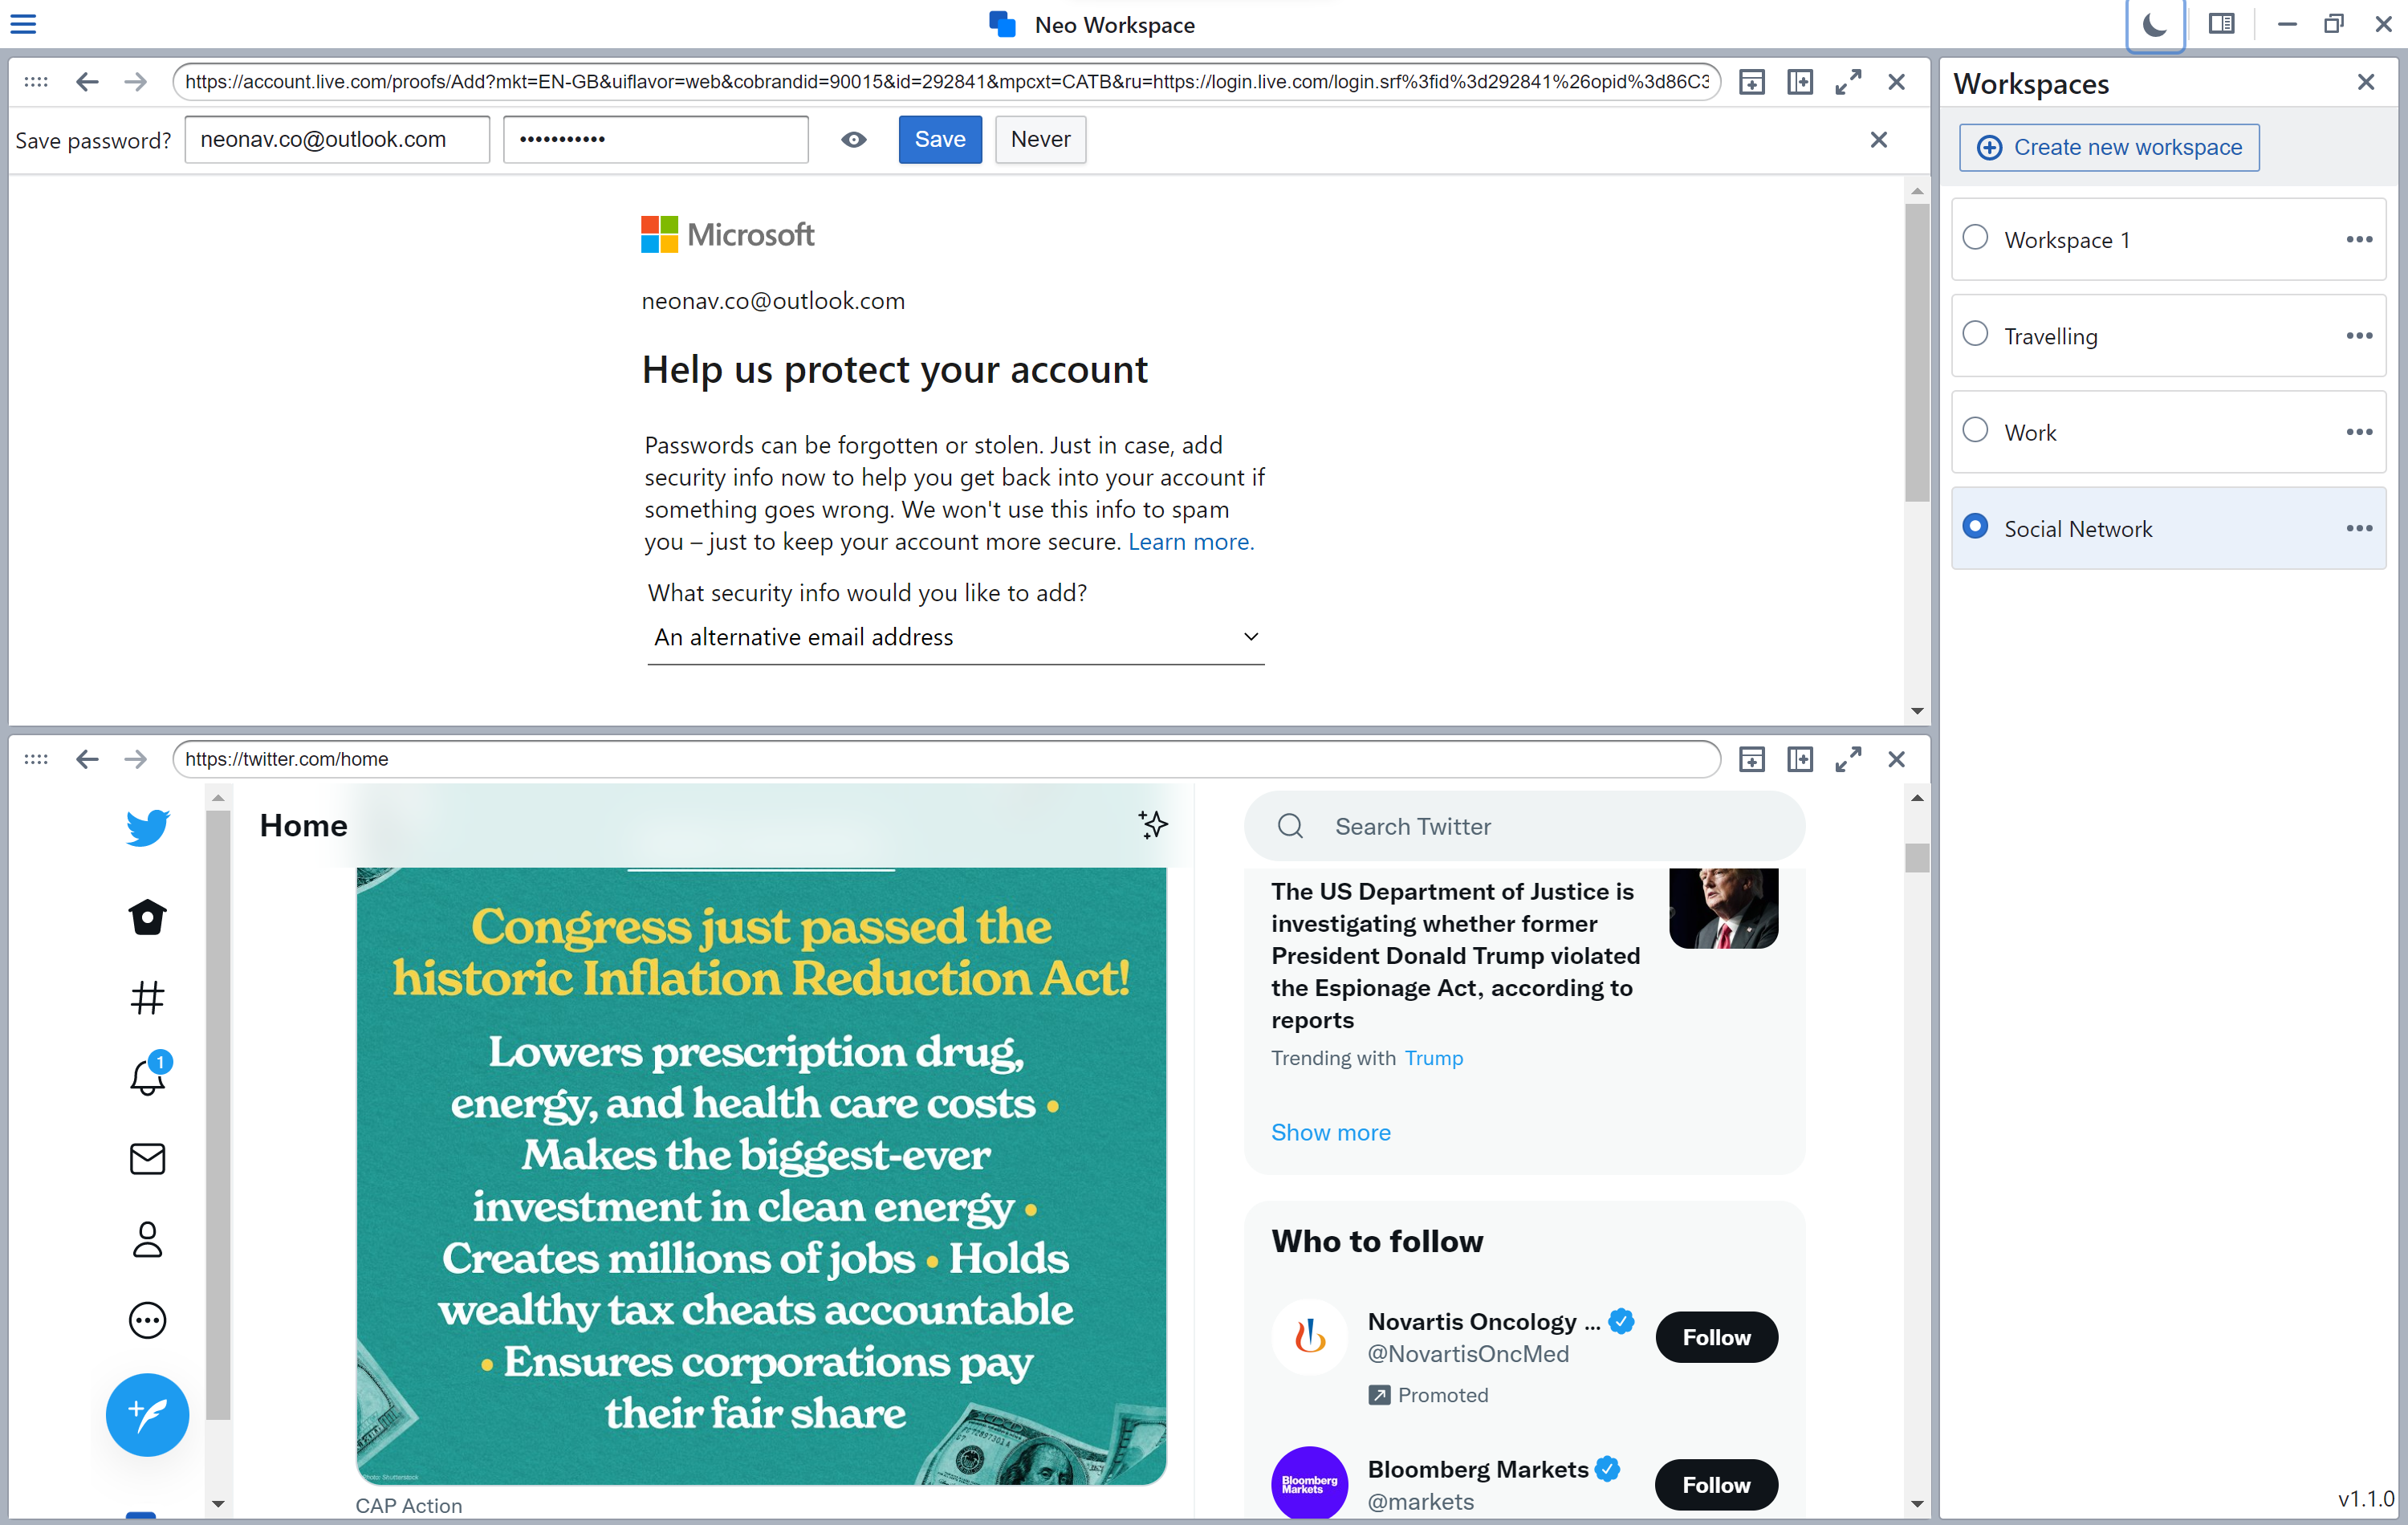 Neo Workspace
https://account.live.com/proofs/Add?mkt=EN-GB&uiflavor=web&cobrandid=90015&id=292841&mpcxt=CATB&ru=https://login.live.com/login.srf%3fid%3d292841%26opid%3d86C3
Save password?
neonav.co@outlook.com
•••••••••••
Save
Never
Microsoft
neonav.co@outlook.com
Help us protect your account
Passwords can be forgotten or stolen. Just in case, add
security info now to help you get back into your account if
something goes wrong. We won't use this info to spam
you – just to keep your account more secure. Learn more.
What security info would you like to add?
An alternative email address
https://twitter.com/home
1
Home
Congress just passed the
historic Inflation Reduction Act!
Lowers prescription drug,
energy, and health care costs •
Makes the biggest-ever
investment in clean energy •
Creates millions of jobs • Holds
wealthy tax cheats accountable
• Ensures corporations pay
their fair share
Photo: Shutterstock
CAP Action
Search Twitter
The US Department of Justice is
investigating whether former
President Donald Trump violated
the Espionage Act, according to
reports
Trending with Trump
Show more
Who to follow
Novartis Oncology ...
@NovartisOncMed
Promoted
Follow
Bloomberg
Markets
Bloomberg Markets
@markets
Follow
Workspaces
Create new workspace
Workspace 1
Travelling
Work
Social Network
v1.1.0